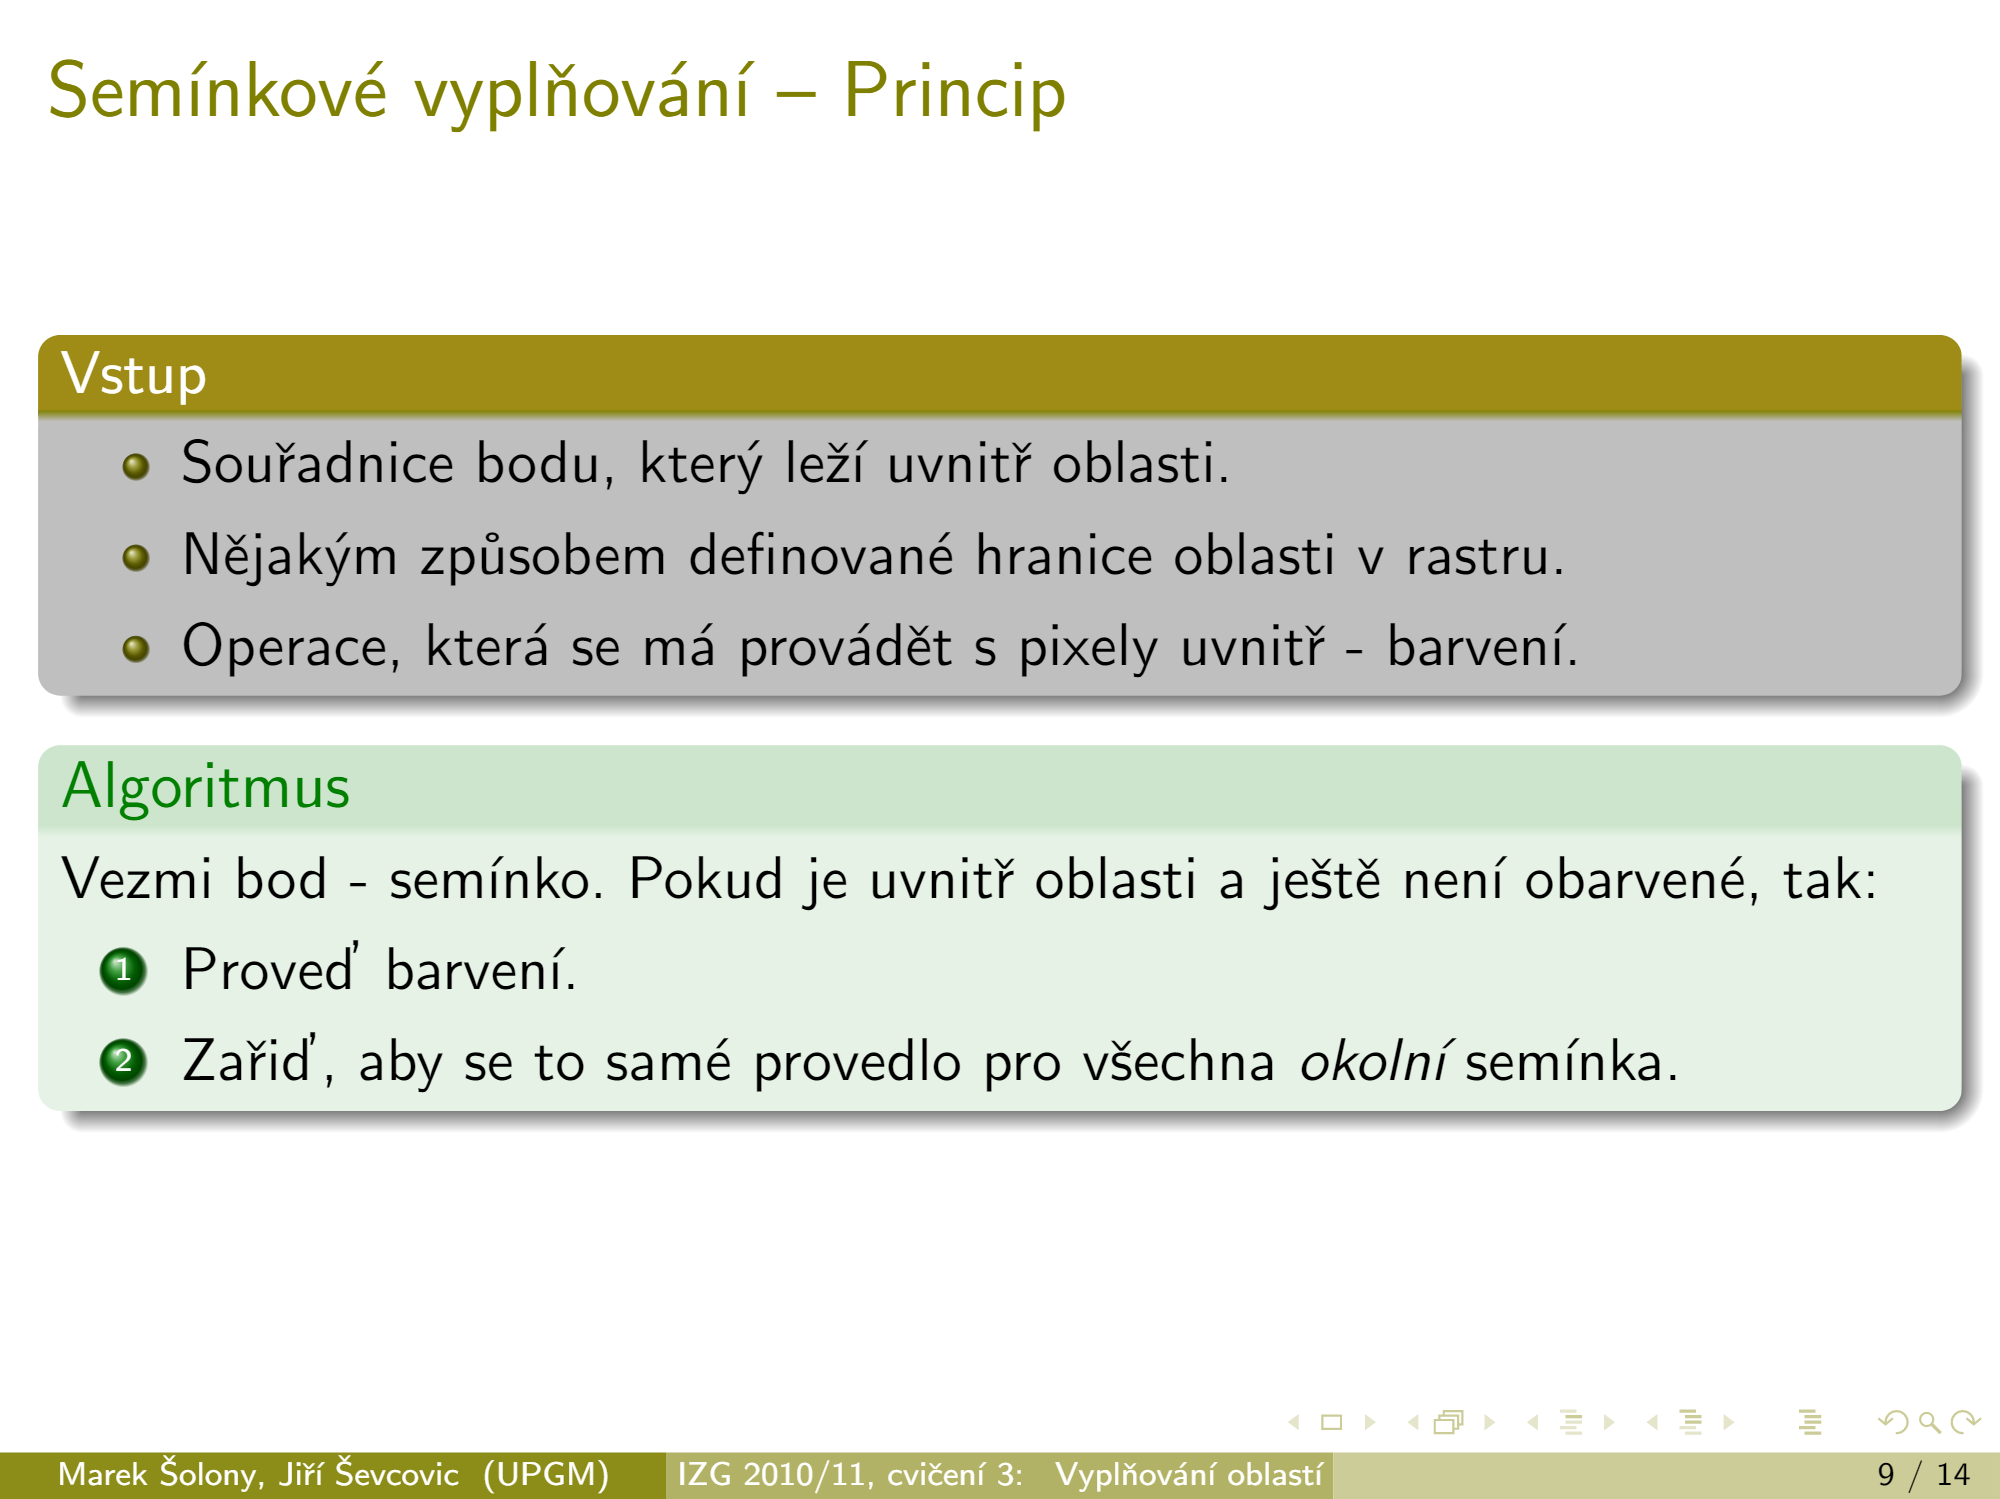 Semínkové vyplňování – Princip
Vstup
Souřadnice bodu, který leží uvnitř oblasti.
Nějakým způsobem definované hranice oblasti v rastru.
Operace, která se má provádět s pixely uvnitř - barvení.
Algoritmus
Vezmi bod - semínko. Pokud je uvnitř oblasti a ještě není obarvené, tak:
1 Proveď barvení.
2 Zařiď, aby se to samé provedlo pro všechna okolní semínka.
Marek Šolony, Jiří Ševcovic (UPGM) IZG 2010/11, cvičení 3: Vyplňování oblastí 9 / 14